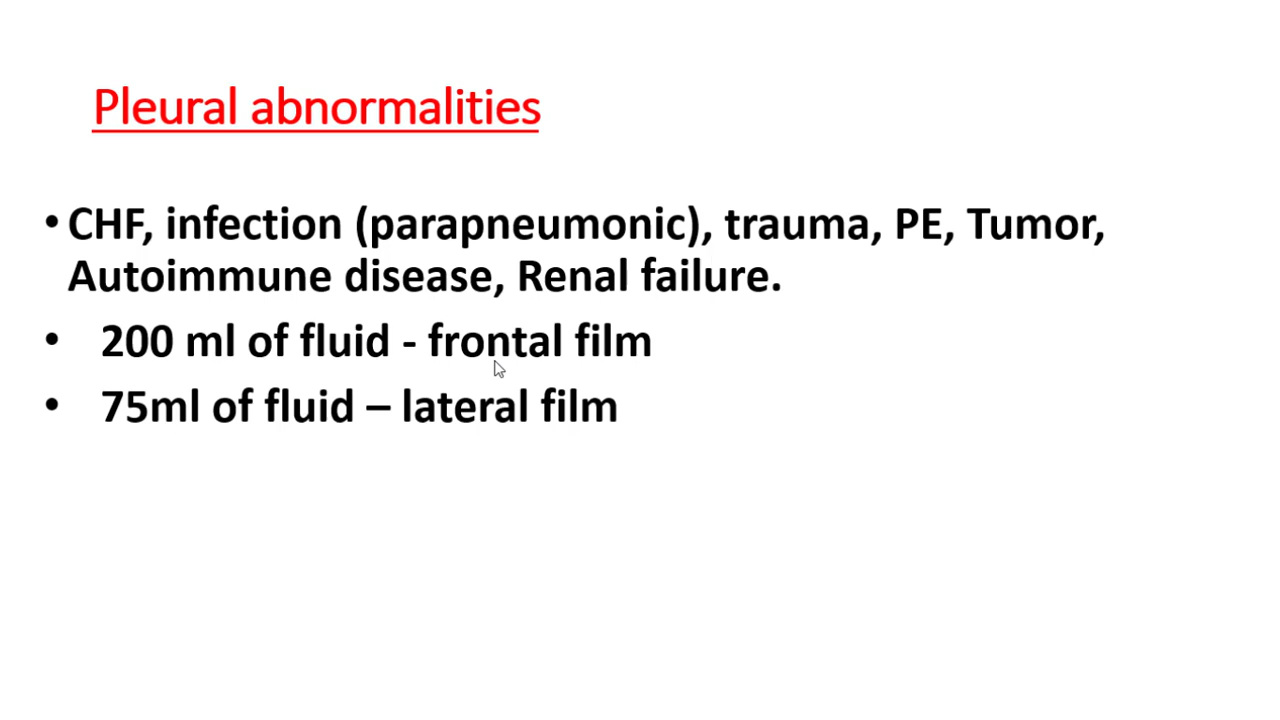 Pleural abnormalities
• CHF, infection (parapneumonic), trauma, PE, Tumor,
Autoimmune disease, Renal failure.
• 200 ml of fluid - frontal film
• 75ml of fluid – lateral film